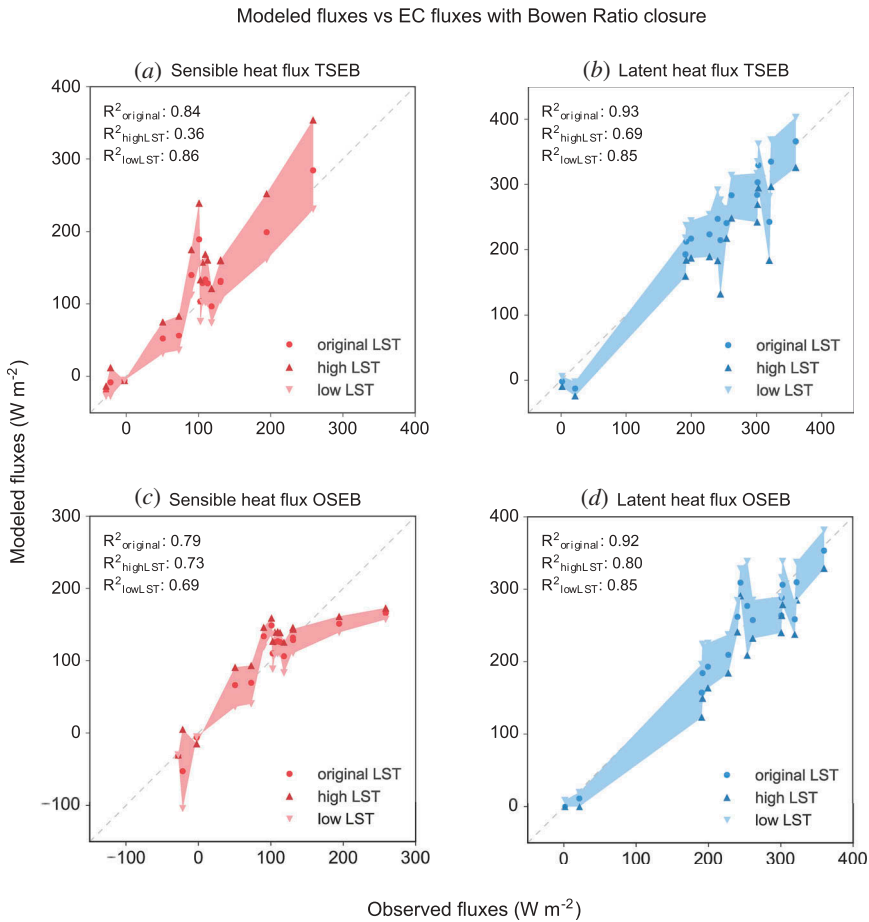 Modeled fluxes vs EC fluxes with Bowen Ratio closure
(a) Sensible heat flux TSEB
R²original: 0.84
R²highLST: 0.36
R²lowLST: 0.86
400
300
200
100
0
original LST
high LST
low LST
0 100 200 300 400
(b) Latent heat flux TSEB
R²original: 0.93
R²highLST: 0.69
R²lowLST: 0.85
400
300
200
100
0
original LST
high LST
low LST
0 100 200 300 400
Modeled fluxes (W m-2)
(c) Sensible heat flux OSEB
R²original: 0.79
R²highLST: 0.73
R²lowLST: 0.69
300
200
100
0
−100
original LST
high LST
low LST
−100 0 100 200 300
(d) Latent heat flux OSEB
R²original: 0.92
R²highLST: 0.80
R²lowLST: 0.85
400
300
200
100
0
original LST
high LST
low LST
0 100 200 300 400
Observed fluxes (W m-2)